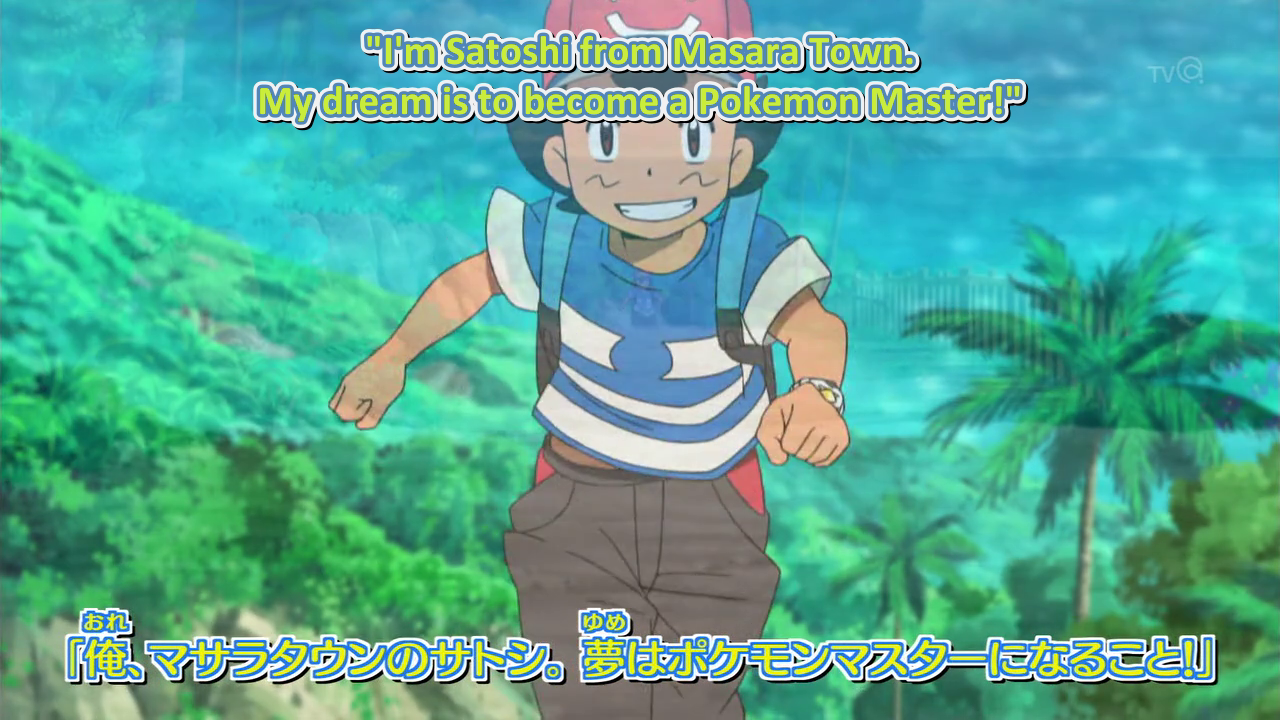 "I'm Satoshi from Masara Town.
My dream is to become a Pokemon Master!"
TV@
おれ ゆめ
「俺、マサラタウンのサトシ。夢はポケモンマスターになること!」